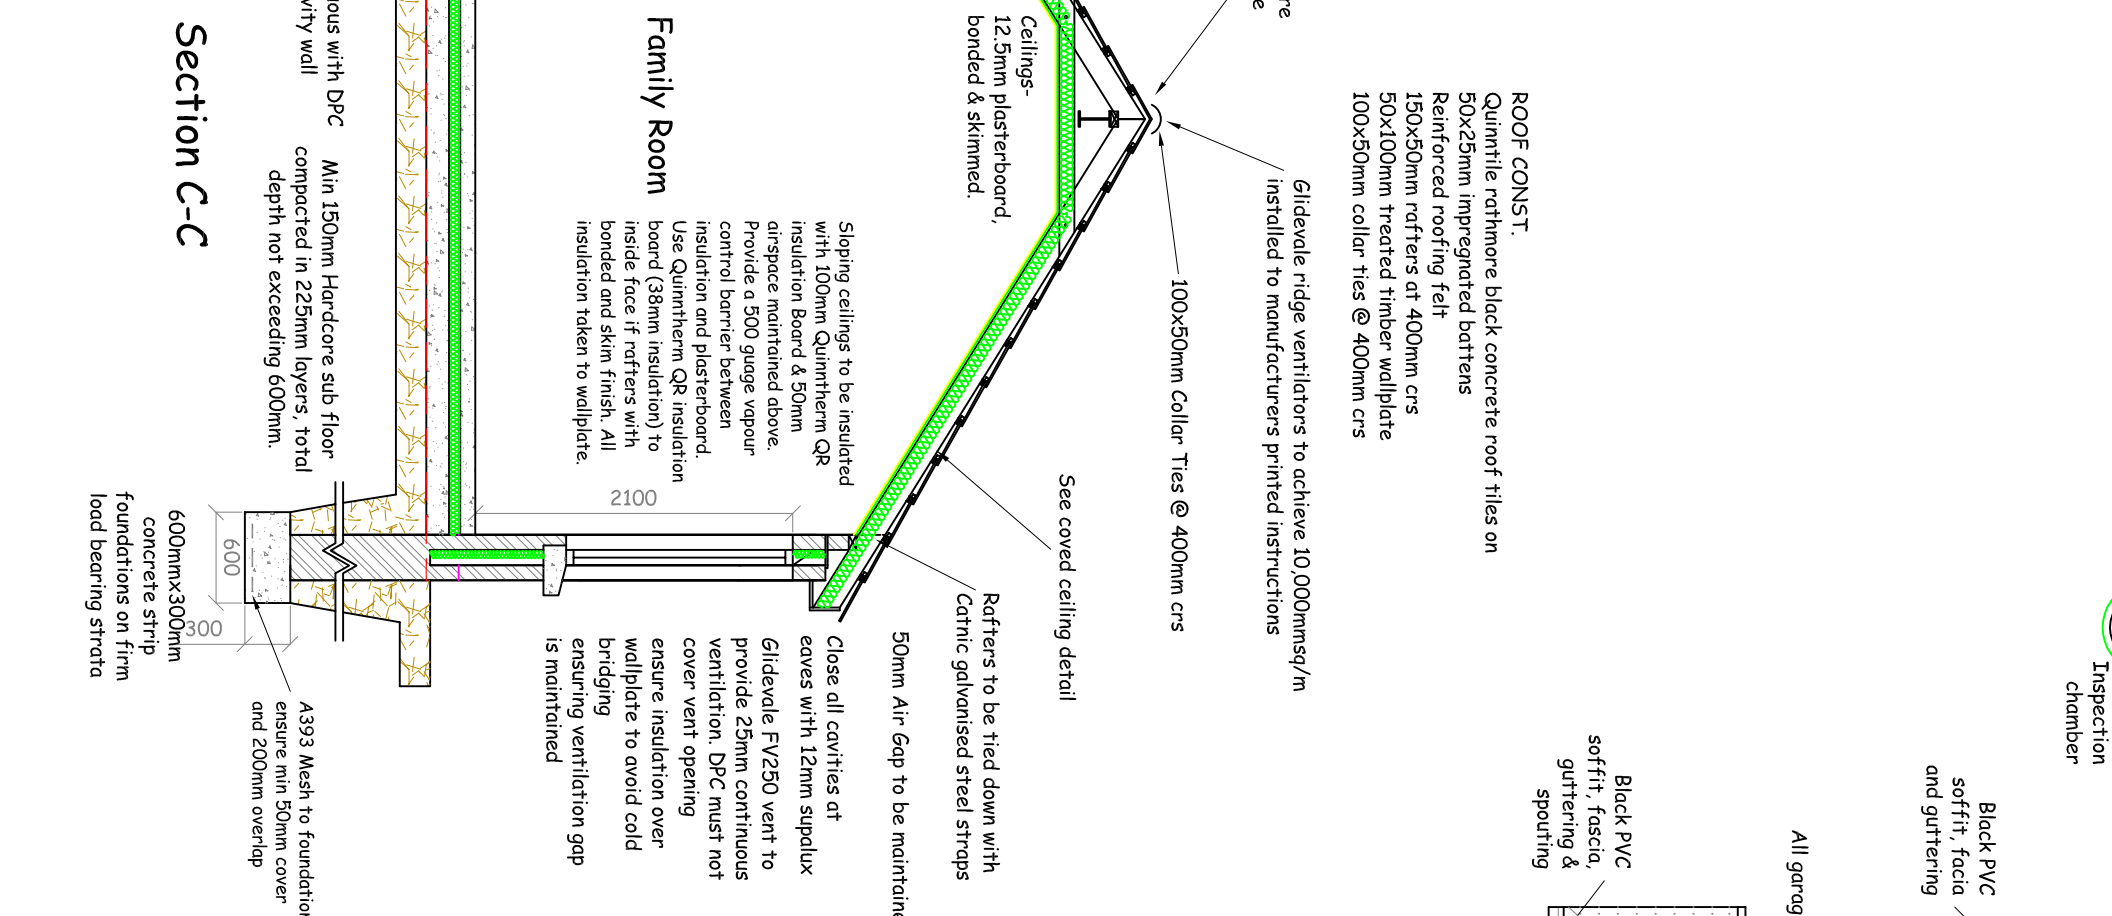 ROOF CONST.
Quinntile rathmore black concrete roof tiles on
50x25mm impregnated battens
Reinforced roofing felt
150x50mm rafters at 400mm crs
50x100mm treated timber wallplate
100x50mm collar ties @ 400mm crs
Glidevale ridge ventilators to achieve 10,000mmsq/m
installed to manufacturers printed instructions
100x50mm Collar Ties @ 400mm crs
See coved ceiling detail
Ceilings-
12.5mm plasterboard,
bonded & skimmed.
Rafters to be tied down with
Catnic galvanised steel straps
50mm Air Gap to be maintaine
Sloping ceilings to be insulated
with 100mm Quinntherm QR
insulation Board & 50mm
airspace maintained above.
Provide a 500 guage vapour
control barrier between
insulation and plasterboard.
Use Quinntherm QR insulation
board (38mm insulation) to
inside face if rafters with
bonded and skim finish. All
insulation taken to wallplate.
Close all cavities at
eaves with 12mm supalux
Glidevale FV250 vent to
provide 25mm continuous
ventilation. DPC must not
cover vent opening
ensure insulation over
wallplate to avoid cold
bridging
ensuring ventilation gap
is maintained
Family Room
2100
ous with DPC
vity wall
Min 150mm Hardcore sub floor
compacted in 225mm layers, total
depth not exceeding 600mm.
Section C-C
600
300
600mmx300mm
concrete strip
foundations on firm
load bearing strata
A393 Mesh to foundation
ensure min 50mm cover
and 200mm overlap
Inspection
chamber
Black PVC
soffit, facia
and guttering
All garag
Black PVC
soffit, fascia,
guttering &
spouting